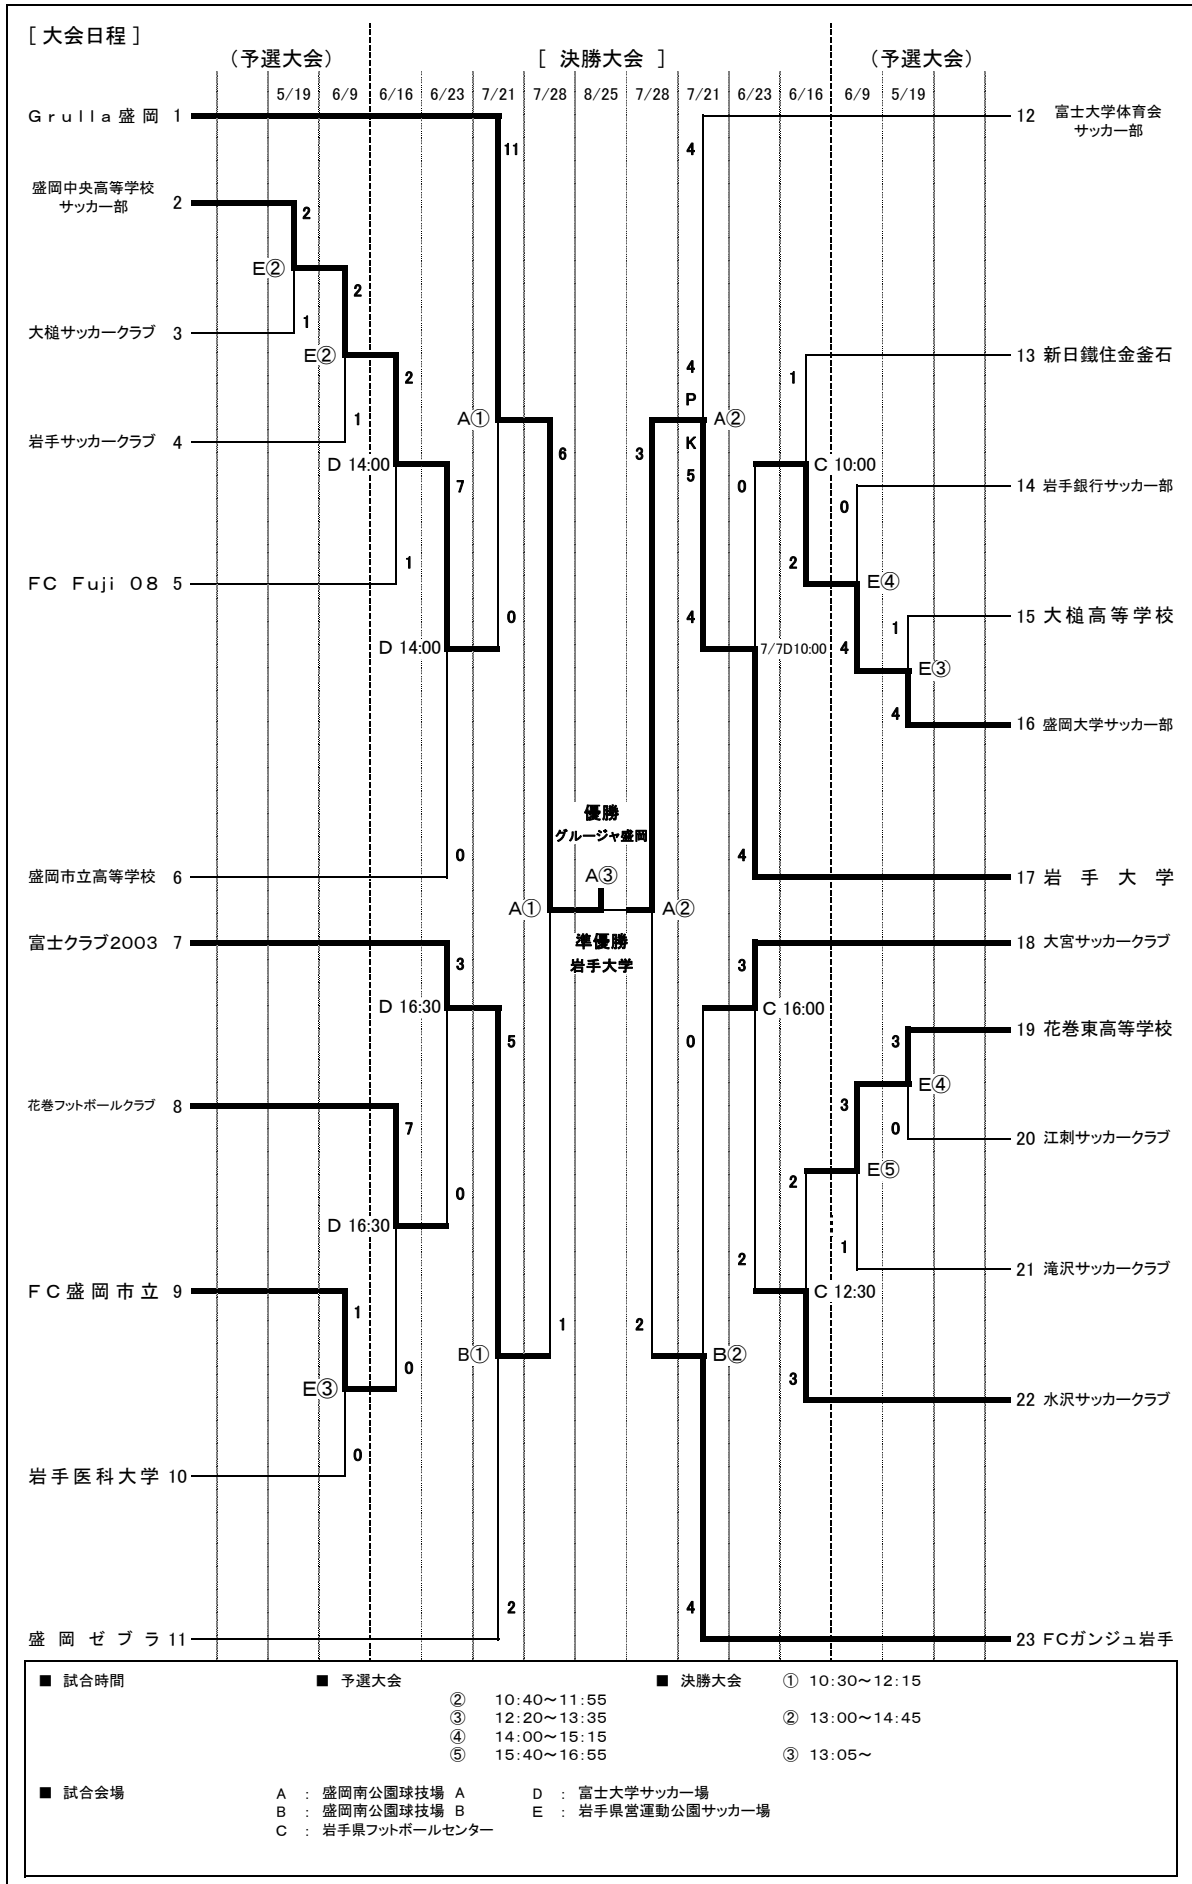 [ 大会日程 ]
(予選大会)
[ 決勝大会 ]
(予選大会)
5/19 6/9 6/16 6/23 7/21 7/28 8/25 7/28 7/21 6/23 6/16 6/9 5/19
Grulla盛岡 1
11
4
12 富士大学体育会
サッカー部
盛岡中央高等学校
サッカー部 2
2
E②
2
1
大槌サッカークラブ 3
E②
13 新日鐵住金釜石
2
4
1
P
1
A①
A②
岩手サッカークラブ 4
K
6
3
D 14:00
C 10:00
7
5
0
14 岩手銀行サッカー部
0
1
2
FC Fuji 08 5
E④
0
4
1
15 大槌高等学校
D 14:00
7/7D10:00
4
E③
4
16 盛岡大学サッカー部
優勝
グルージャ盛岡
0
4
盛岡市立高等学校 6
A③
17 岩手大学
A①
A②
富士クラブ2003 7
準優勝
岩手大学
18 大宮サッカークラブ
3
3
D 16:30
C 16:00
5
0
3
19 花巻東高等学校
E④
花巻フットボールクラブ 8
3
7
0
20 江刺サッカークラブ
E⑤
0
2
D 16:30
1
2
21 滝沢サッカークラブ
FC盛岡市立 9
C 12:30
1
1
2
B①
B②
0
3
E③
22 水沢サッカークラブ
0
岩手医科大学 10
2
4
盛岡ゼブラ 11
23 FCガンジュ岩手
■ 試合時間 ■ 予選大会 ■ 決勝大会 ① 10:30～12:15
② 10:40～11:55
③ 12:20～13:35 ② 13:00～14:45
④ 14:00～15:15
⑤ 15:40～16:55 ③ 13:05～
■ 試合会場 A : 盛岡南公園球技場 A D : 富士大学サッカー場
B : 盛岡南公園球技場 B E : 岩手県営運動公園サッカー場
C : 岩手県フットボールセンター